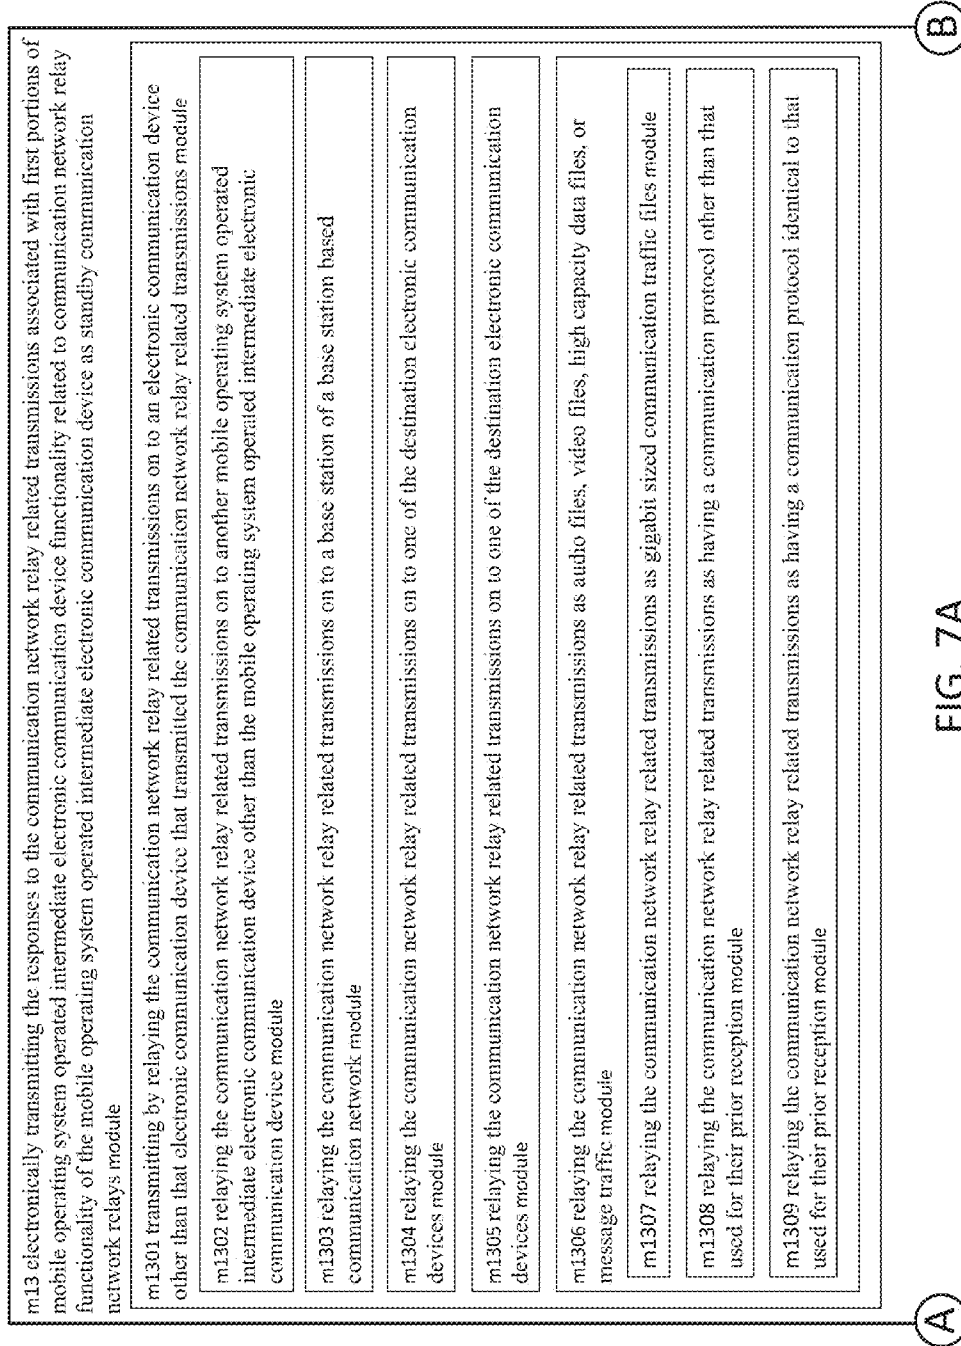 m13 electronically transmitting the responses to the communication network relay related transmissions associated with first portions of
mobile operating system operated intermediate electronic communication device functionality related to communication network relay
functionality of the mobile operating system operated intermediate electronic communication device as standby communication
network relays module
m1301 transmitting by relaying the communication network relay related transmissions on to an electronic communication device
other than that electronic communication device that transmitted the communication network relay related transmissions module
m1302 relaying the communication network relay related transmissions on to another mobile operating system operated
intermediate electronic communication device other than the mobile operating system operated intermediate electronic
communication device module
m1303 relaying the communication network relay related transmissions on to a base station of a base station based
communication network module
m1304 relaying the communication network relay related transmissions on to one of the destination electronic communication
devices module
m1305 relaying the communication network relay related transmissions on to one of the destination electronic communication
devices module
m1306 relaying the communication network relay related transmissions as audio files, video files, high capacity data files, or
message traffic module
m1307 relaying the communication network relay related transmissions as gigabit sized communication traffic files module
m1308 relaying the communication network relay related transmissions as having a communication protocol other than that
used for their prior reception module
m1309 relaying the communication network relay related transmissions as having a communication protocol identical to that
used for their prior reception module
A
B
FIG. 7A